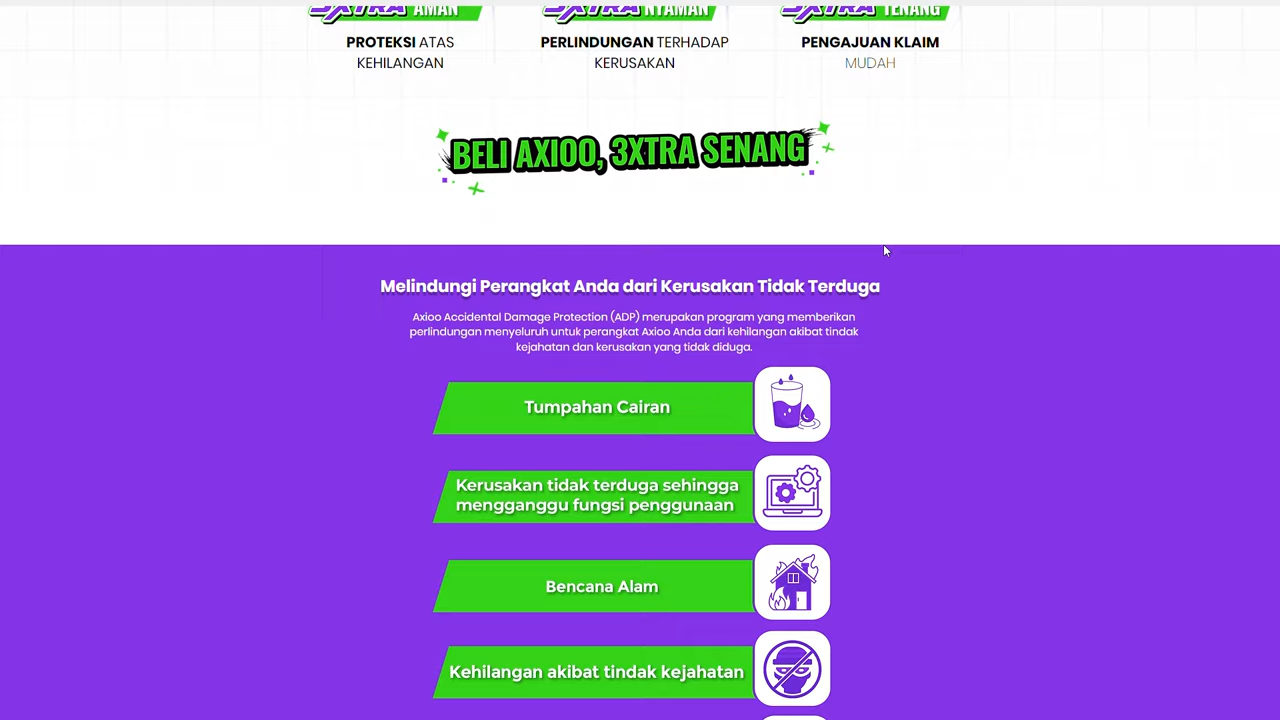 3XTRA AMAN
3XTRA NYAMAN
3XTRA TENANG
PROTEKSI ATAS
KEHILANGAN
PERLINDUNGAN TERHADAP
KERUSAKAN
PENGAJUAN KLAIM
MUDAH
BELI AXIOO, 3XTRA SENANG
Melindungi Perangkat Anda dari Kerusakan Tidak Terduga
Axioo Accidental Damage Protection (ADP) merupakan program yang memberikan
perlindungan menyeluruh untuk perangkat Axioo Anda dari kehilangan akibat tindak
kejahatan dan kerusakan yang tidak diduga.
Tumpahan Cairan
Kerusakan tidak terduga sehingga
mengganggu fungsi penggunaan
Bencana Alam
Kehilangan akibat tindak kejahatan